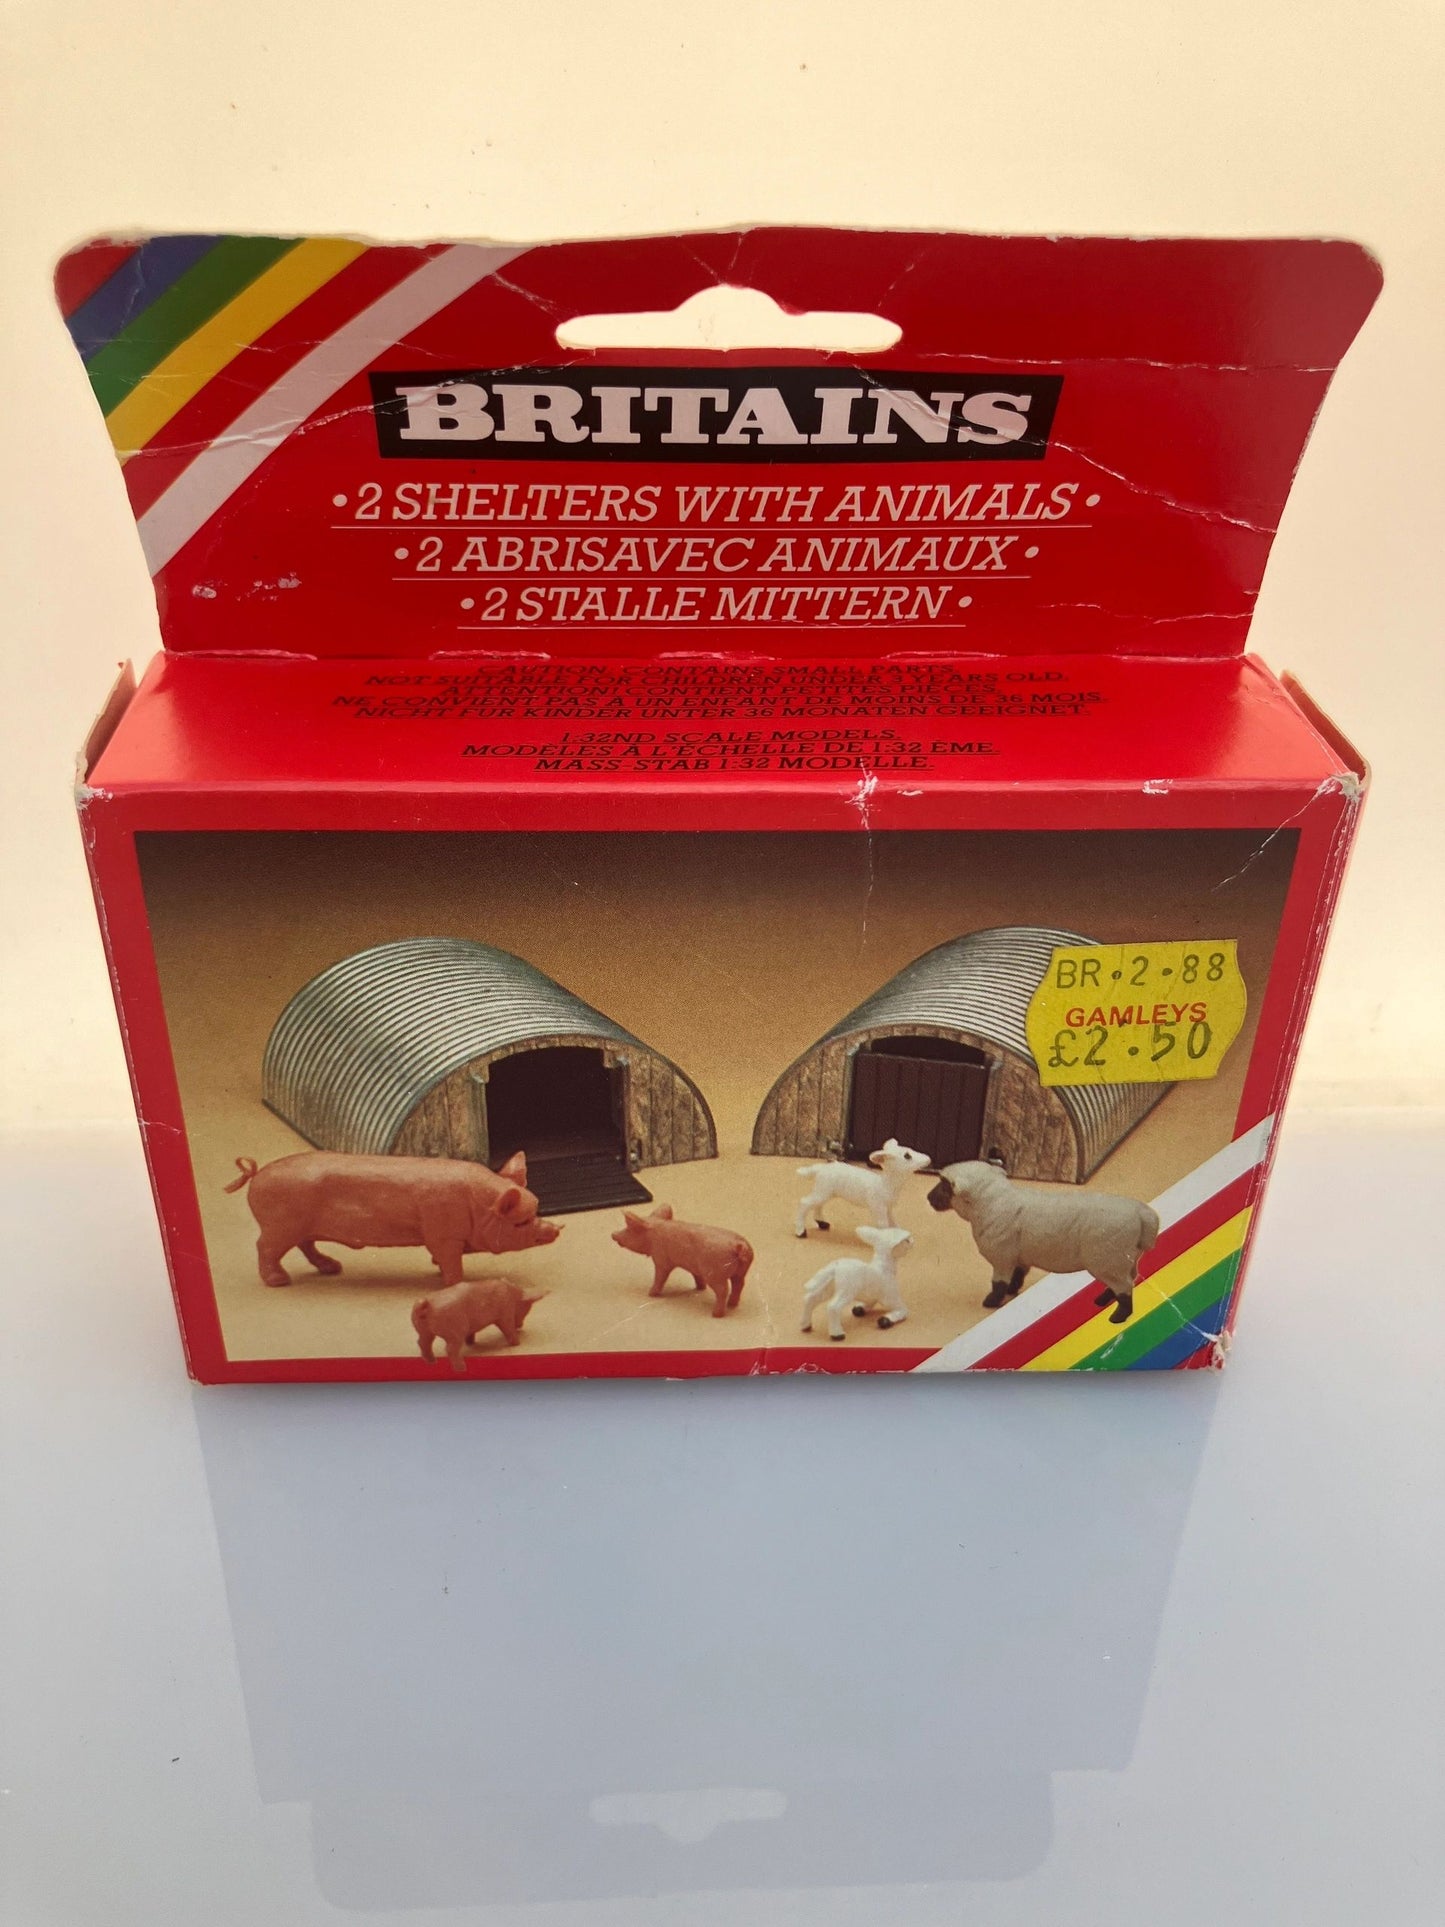 BRITAINS
• 2 SHELTERS WITH ANIMALS •
• 2 ABRISAVEC ANIMAUX •
• 2 STALLE MITTERN •
CAUTION: CONTAINS SMALL PARTS.
NOT SUITABLE FOR CHILDREN UNDER 3 YEARS OLD.
ATTENTION! CONTIENT PETITES PIECES.
NE CONVIENT PAS A UN ENFANT DE MOINS DE 36 MOIS.
NICHT FUR KINDER UNTER 36 MONATEN GEEIGNET.
1:32ND SCALE MODELS.
MODÈLES A L'ÉCHELLE DE 1:32 ÈME.
MASS-STAB 1:32 MODELLE.
BR • 2 • 88
GAMLEYS
£2.50